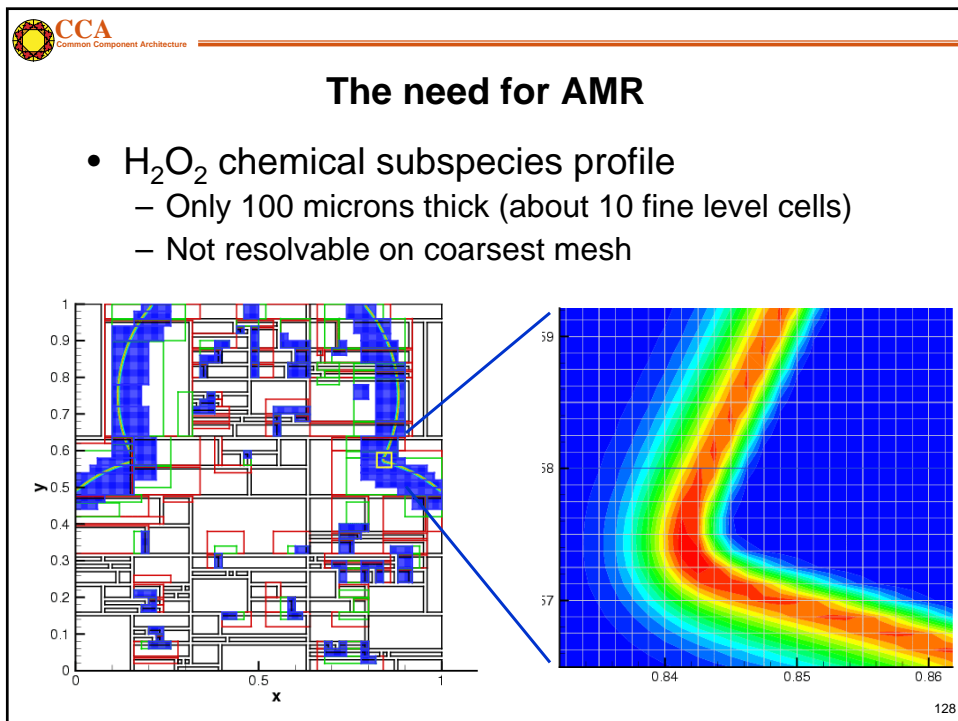 CCA
Common Component Architecture
The need for AMR
• H₂O₂ chemical subspecies profile
– Only 100 microns thick (about 10 fine level cells)
– Not resolvable on coarsest mesh
1
0.9
0.8
0.7
0.6
0.5
0.4
0.3
0.2
0.1
0
y
0
0.5
1
x
59
58
57
0.84
0.85
0.86
128